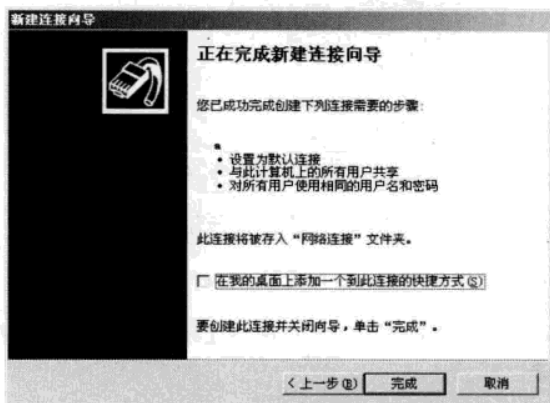 新建连接向导
正在完成新建连接向导
您已成功完成创建下列连接需要的步骤:
• 设置为默认连接
• 与此计算机上的所有用户共享
• 对所有用户使用相同的用户名和密码
此连接将被存入“网络连接”文件夹。
在我的桌面上添加一个到此连接的快捷方式(S)
要创建此连接并关闭向导，单击“完成”。
<上一步(B)
完成
取消